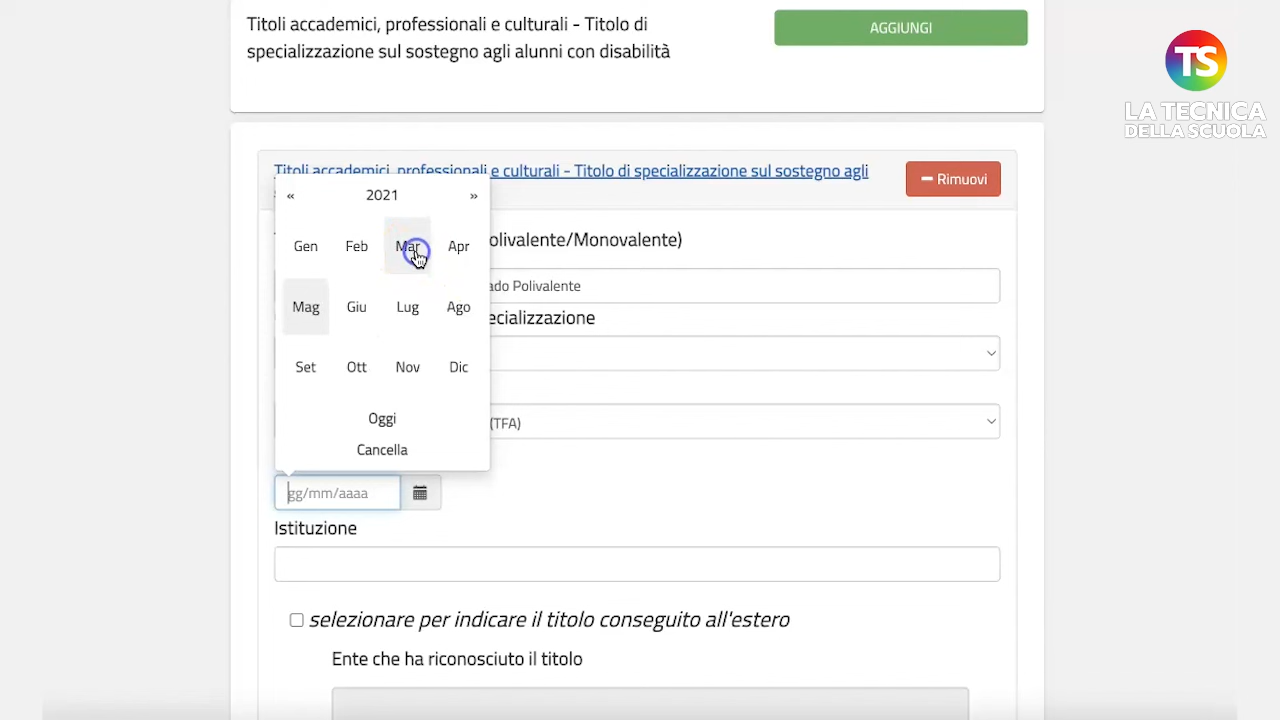 Titoli accademici, professionali e culturali - Titolo di
specializzazione sul sostegno agli alunni con disabilità
AGGIUNGI
TS
LA TECNICA
DELLA SCUOLA
Titoli accademici, professionali e culturali - Titolo di specializzazione sul sostegno agli
Rimuovi
« 2021 »
Gen Feb Mar Apr
Mag Giu Lug Ago
Set Ott Nov Dic
Oggi
Cancella
olivalente/Monovalente)
ado Polivalente
ecializzazione
(TFA)
gg/mm/aaaa
Istituzione
selezionare per indicare il titolo conseguito all'estero
Ente che ha riconosciuto il titolo